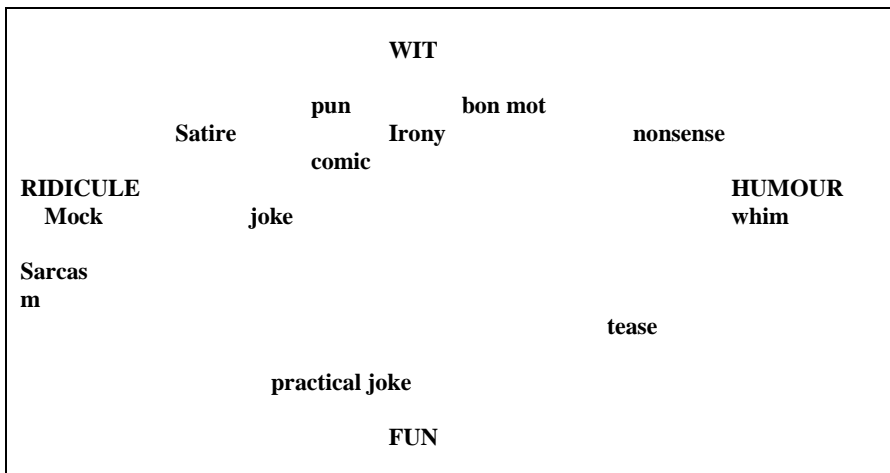 WIT
pun bon mot
Satire Irony nonsense
comic
RIDICULE HUMOUR
Mock joke whim
Sarcas
m
tease
practical joke
FUN